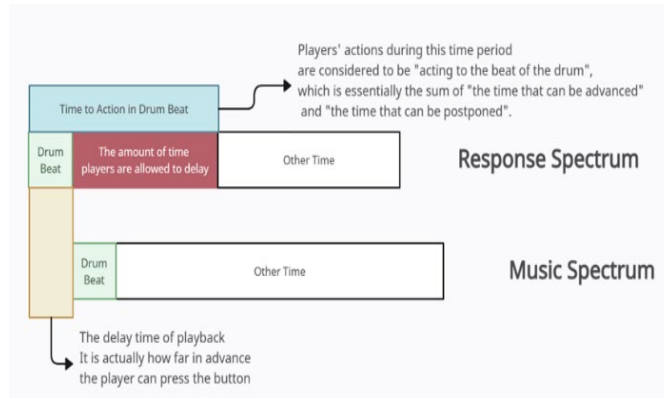 Players' actions during this time period
are considered to be "acting to the beat of the drum",
which is essentially the sum of "the time that can be advanced"
and "the time that can be postponed".
Time to Action in Drum Beat
Drum
Beat
The amount of time
players are allowed to delay
Other Time
Response Spectrum
Drum
Beat
Other Time
Music Spectrum
The delay time of playback
It is actually how far in advance
the player can press the button